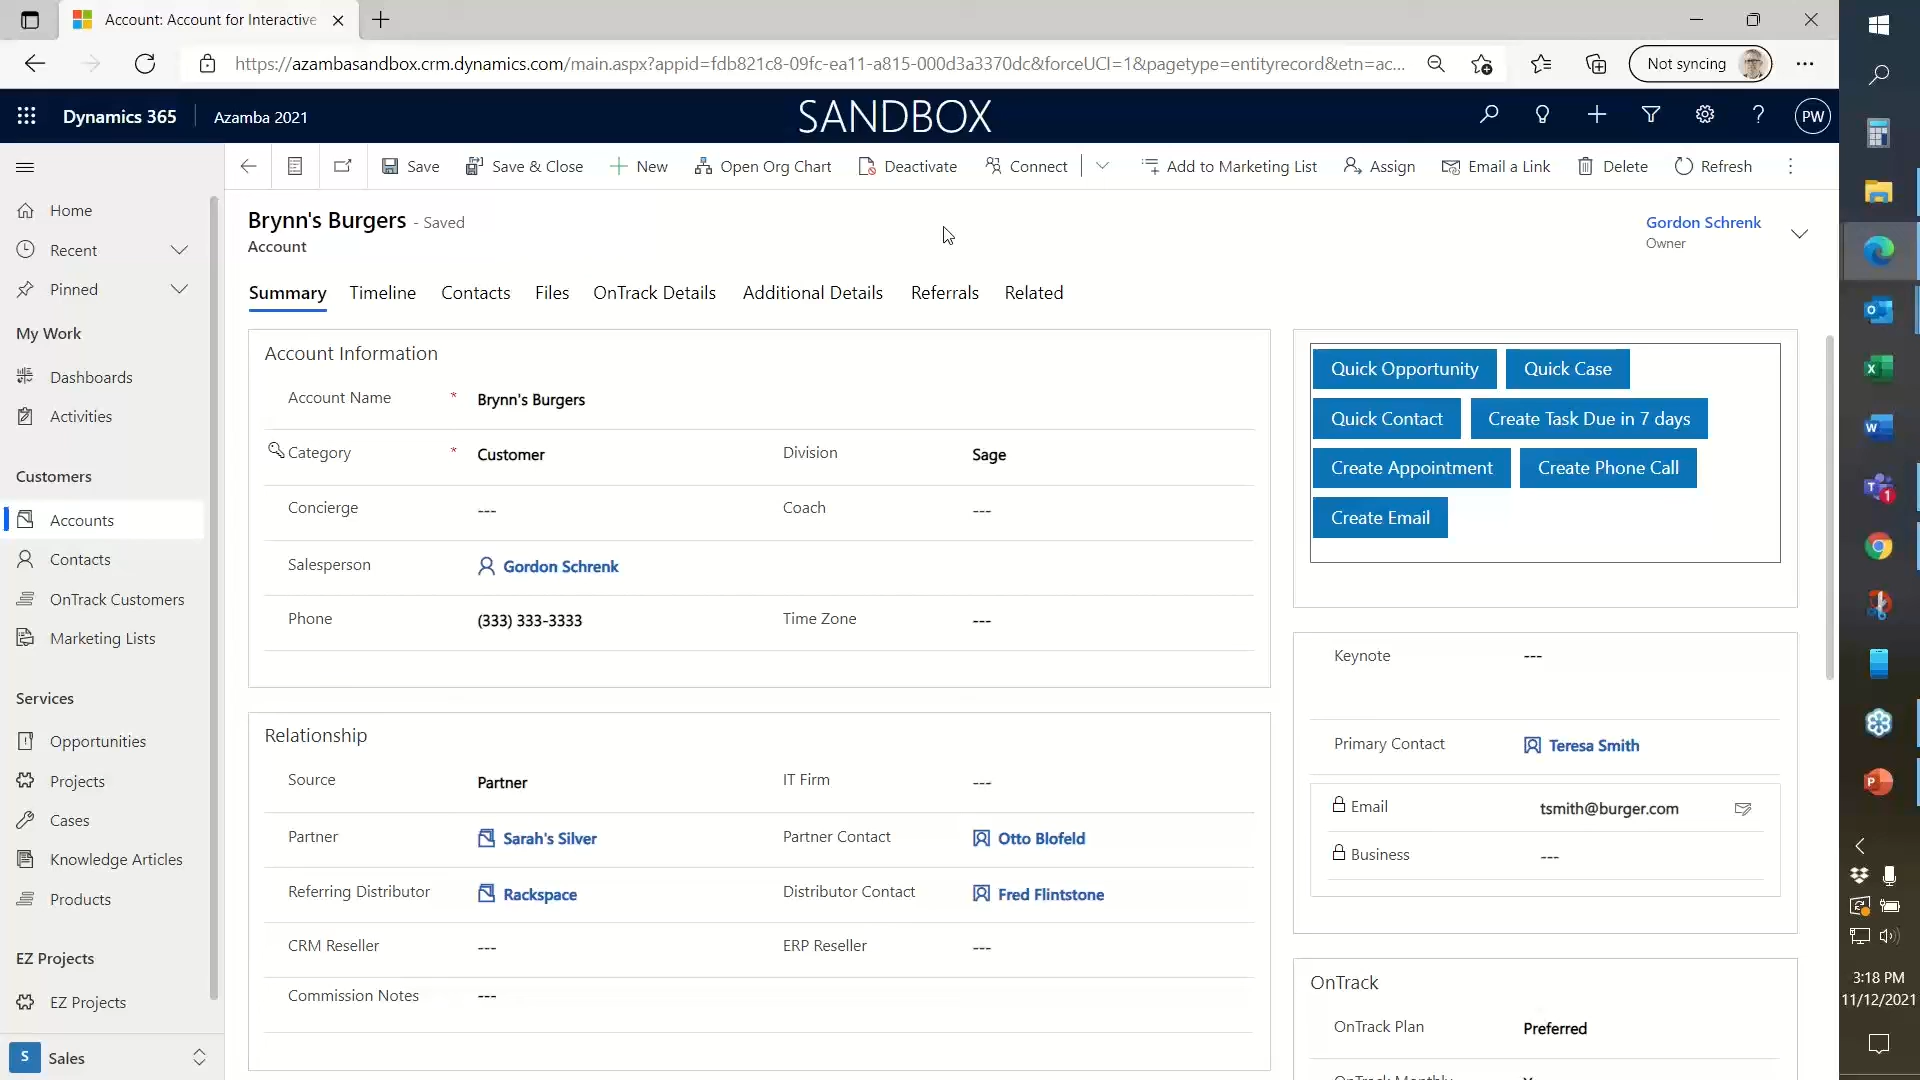 Account: Account for Interactive
https://azambasandbox.crm.dynamics.com/main.aspx?appid=fdb821c8-09fc-ea11-a815-000d3a3370dc&forceUCI=1&pagetype=entityrecord&etn=ac...
Not syncing
Dynamics 365
Azamba 2021
SANDBOX
PW
Save
Save & Close
New
Open Org Chart
Deactivate
Connect
Add to Marketing List
Assign
Email a Link
Delete
Refresh
Home
Recent
Pinned
My Work
Dashboards
Activities
Customers
Accounts
Contacts
OnTrack Customers
Marketing Lists
Services
Opportunities
Projects
Cases
Knowledge Articles
Products
EZ Projects
EZ Projects
S Sales
Brynn's Burgers - Saved
Account
Gordon Schrenk
Owner
Summary
Timeline
Contacts
Files
OnTrack Details
Additional Details
Referrals
Related
Account Information
Account Name * Brynn's Burgers
Category * Customer
Division Sage
Concierge ---
Coach ---
Salesperson Gordon Schrenk
Phone (333) 333-3333
Time Zone ---
Relationship
Source Partner
IT Firm ---
Partner Sarah's Silver
Partner Contact Otto Blofeld
Referring Distributor Rackspace
Distributor Contact Fred Flintstone
CRM Reseller ---
ERP Reseller ---
Commission Notes ---
Quick Opportunity
Quick Case
Quick Contact
Create Task Due in 7 days
Create Appointment
Create Phone Call
Create Email
Keynote ---
Primary Contact Teresa Smith
Email tsmith@burger.com
Business ---
OnTrack
OnTrack Plan Preferred
OnTrack Monthly
3:18 PM
11/12/2021